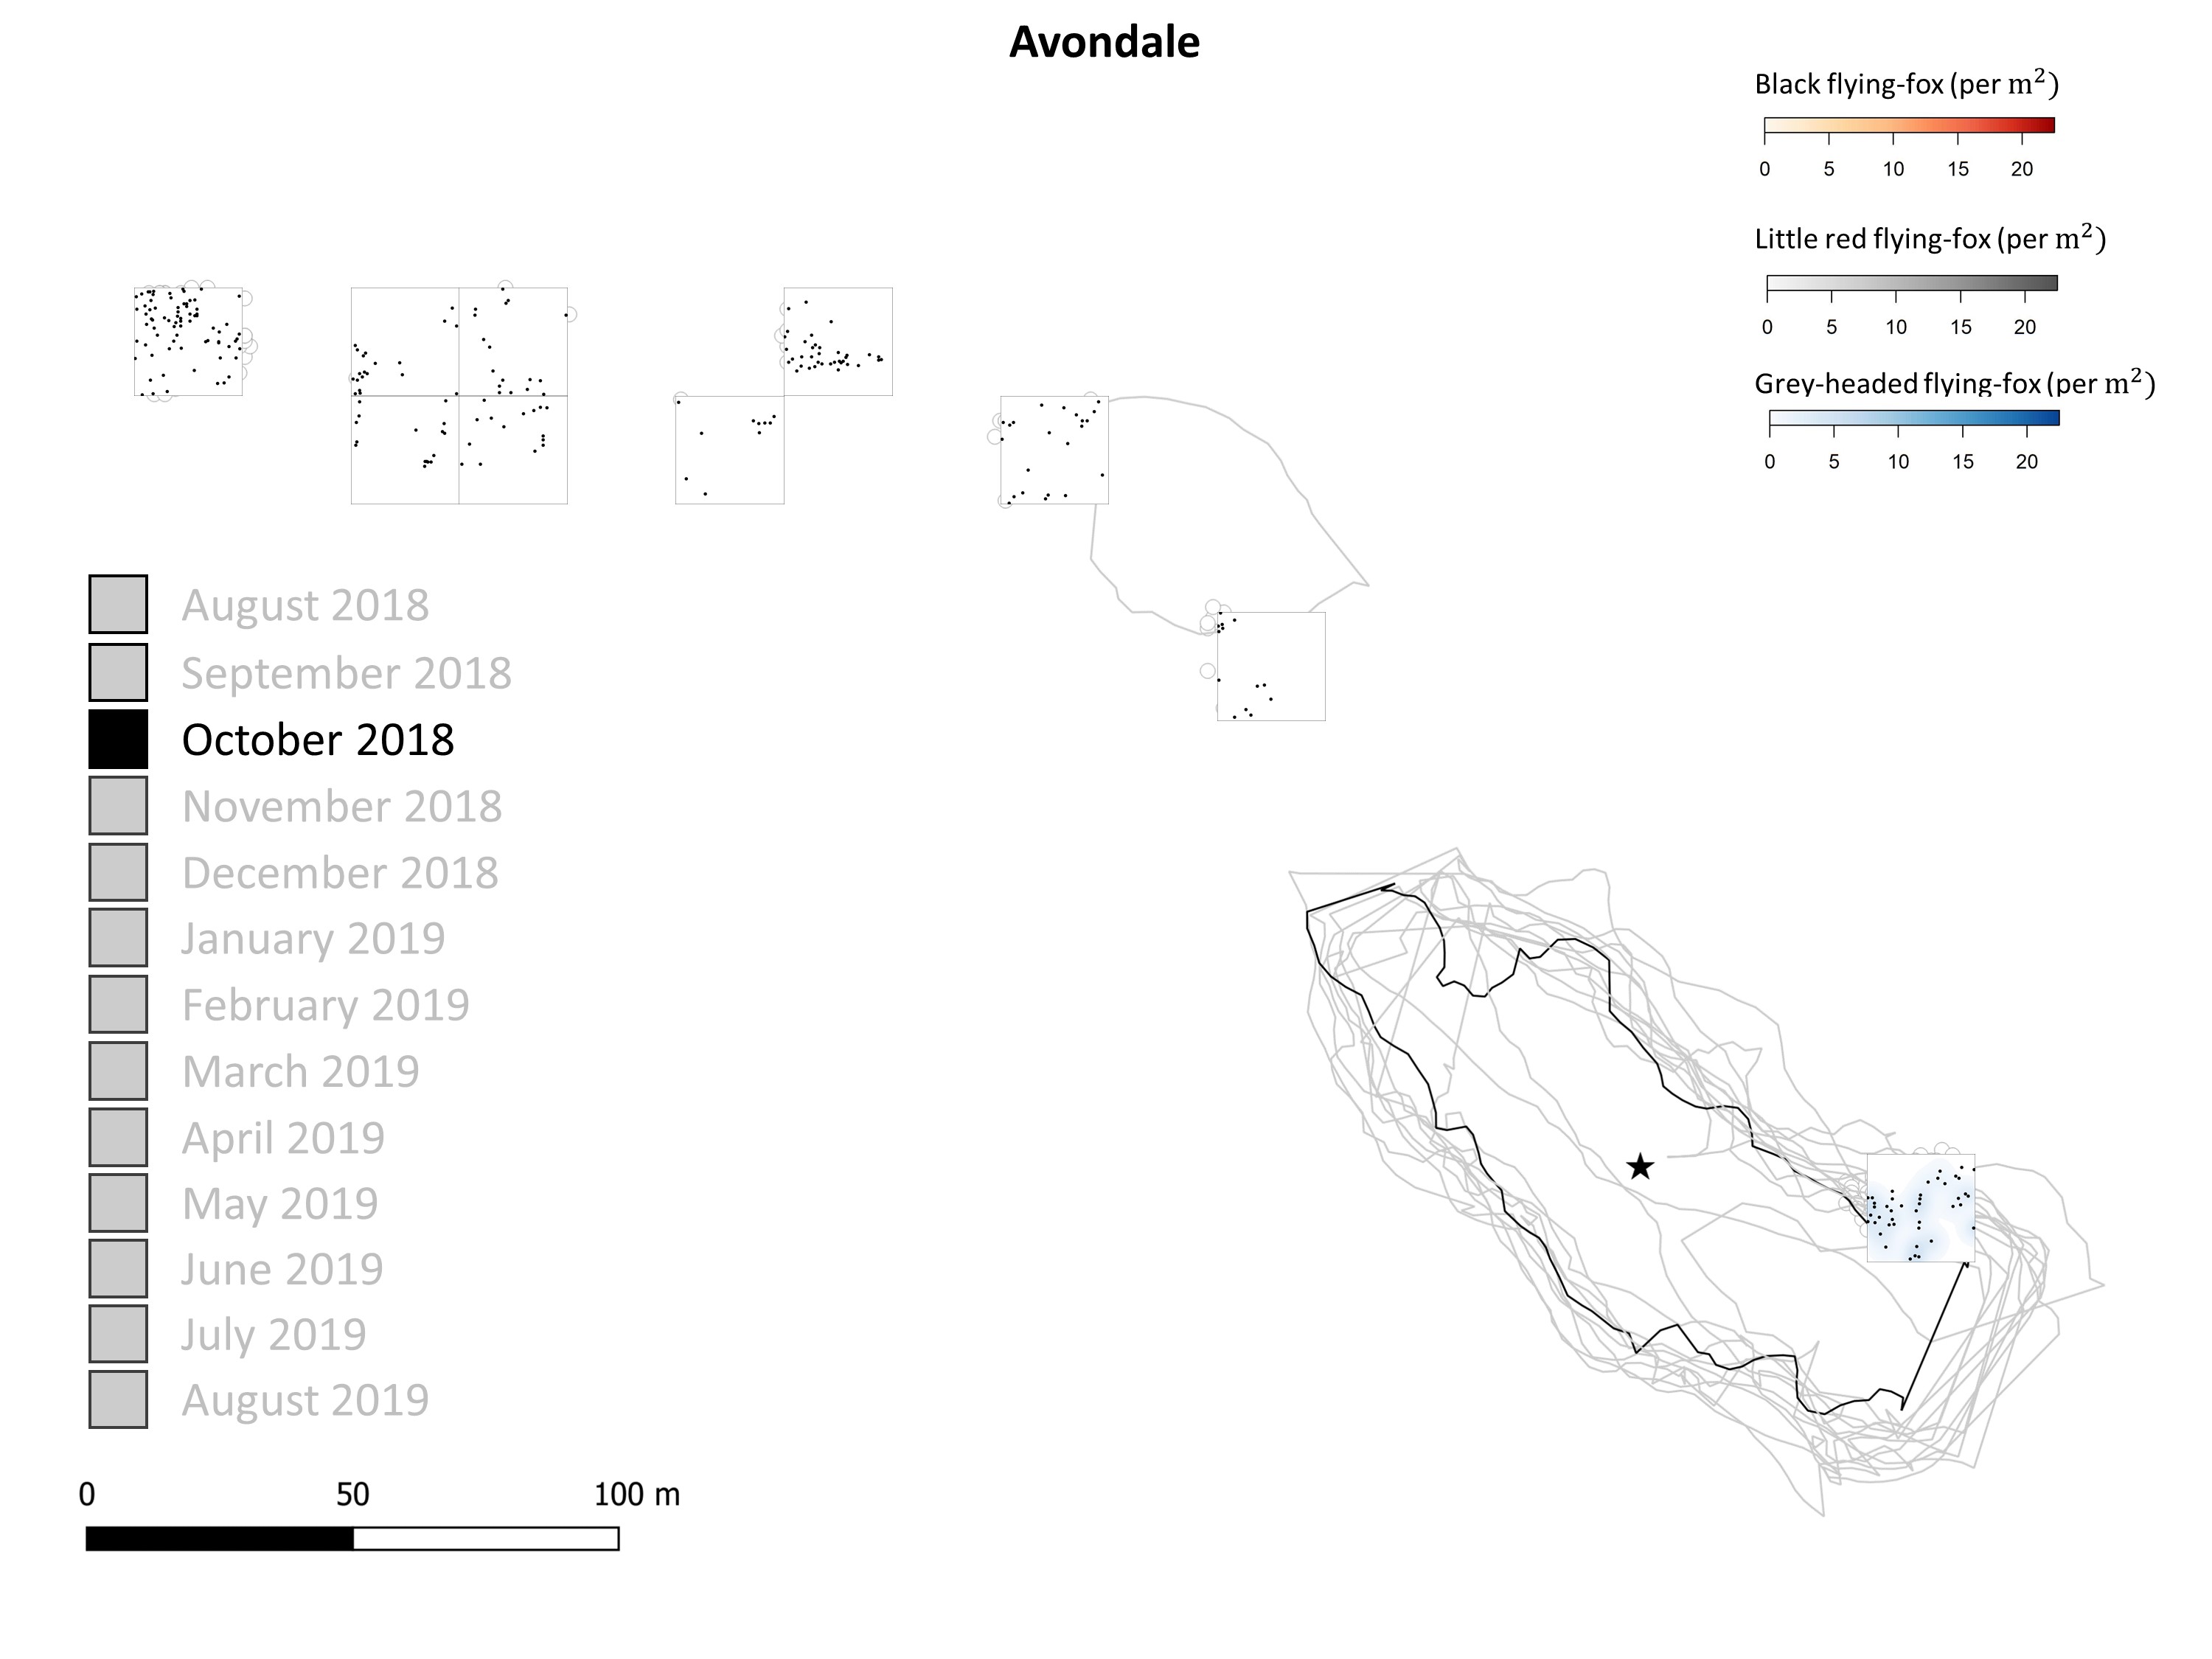 Avondale
Black flying-fox (per m²)
0 5 10 15 20
Little red flying-fox (per m²)
0 5 10 15 20
Grey-headed flying-fox (per m²)
0 5 10 15 20
August 2018
September 2018
October 2018
November 2018
December 2018
January 2019
February 2019
March 2019
April 2019
May 2019
June 2019
July 2019
August 2019
0 50 100 m